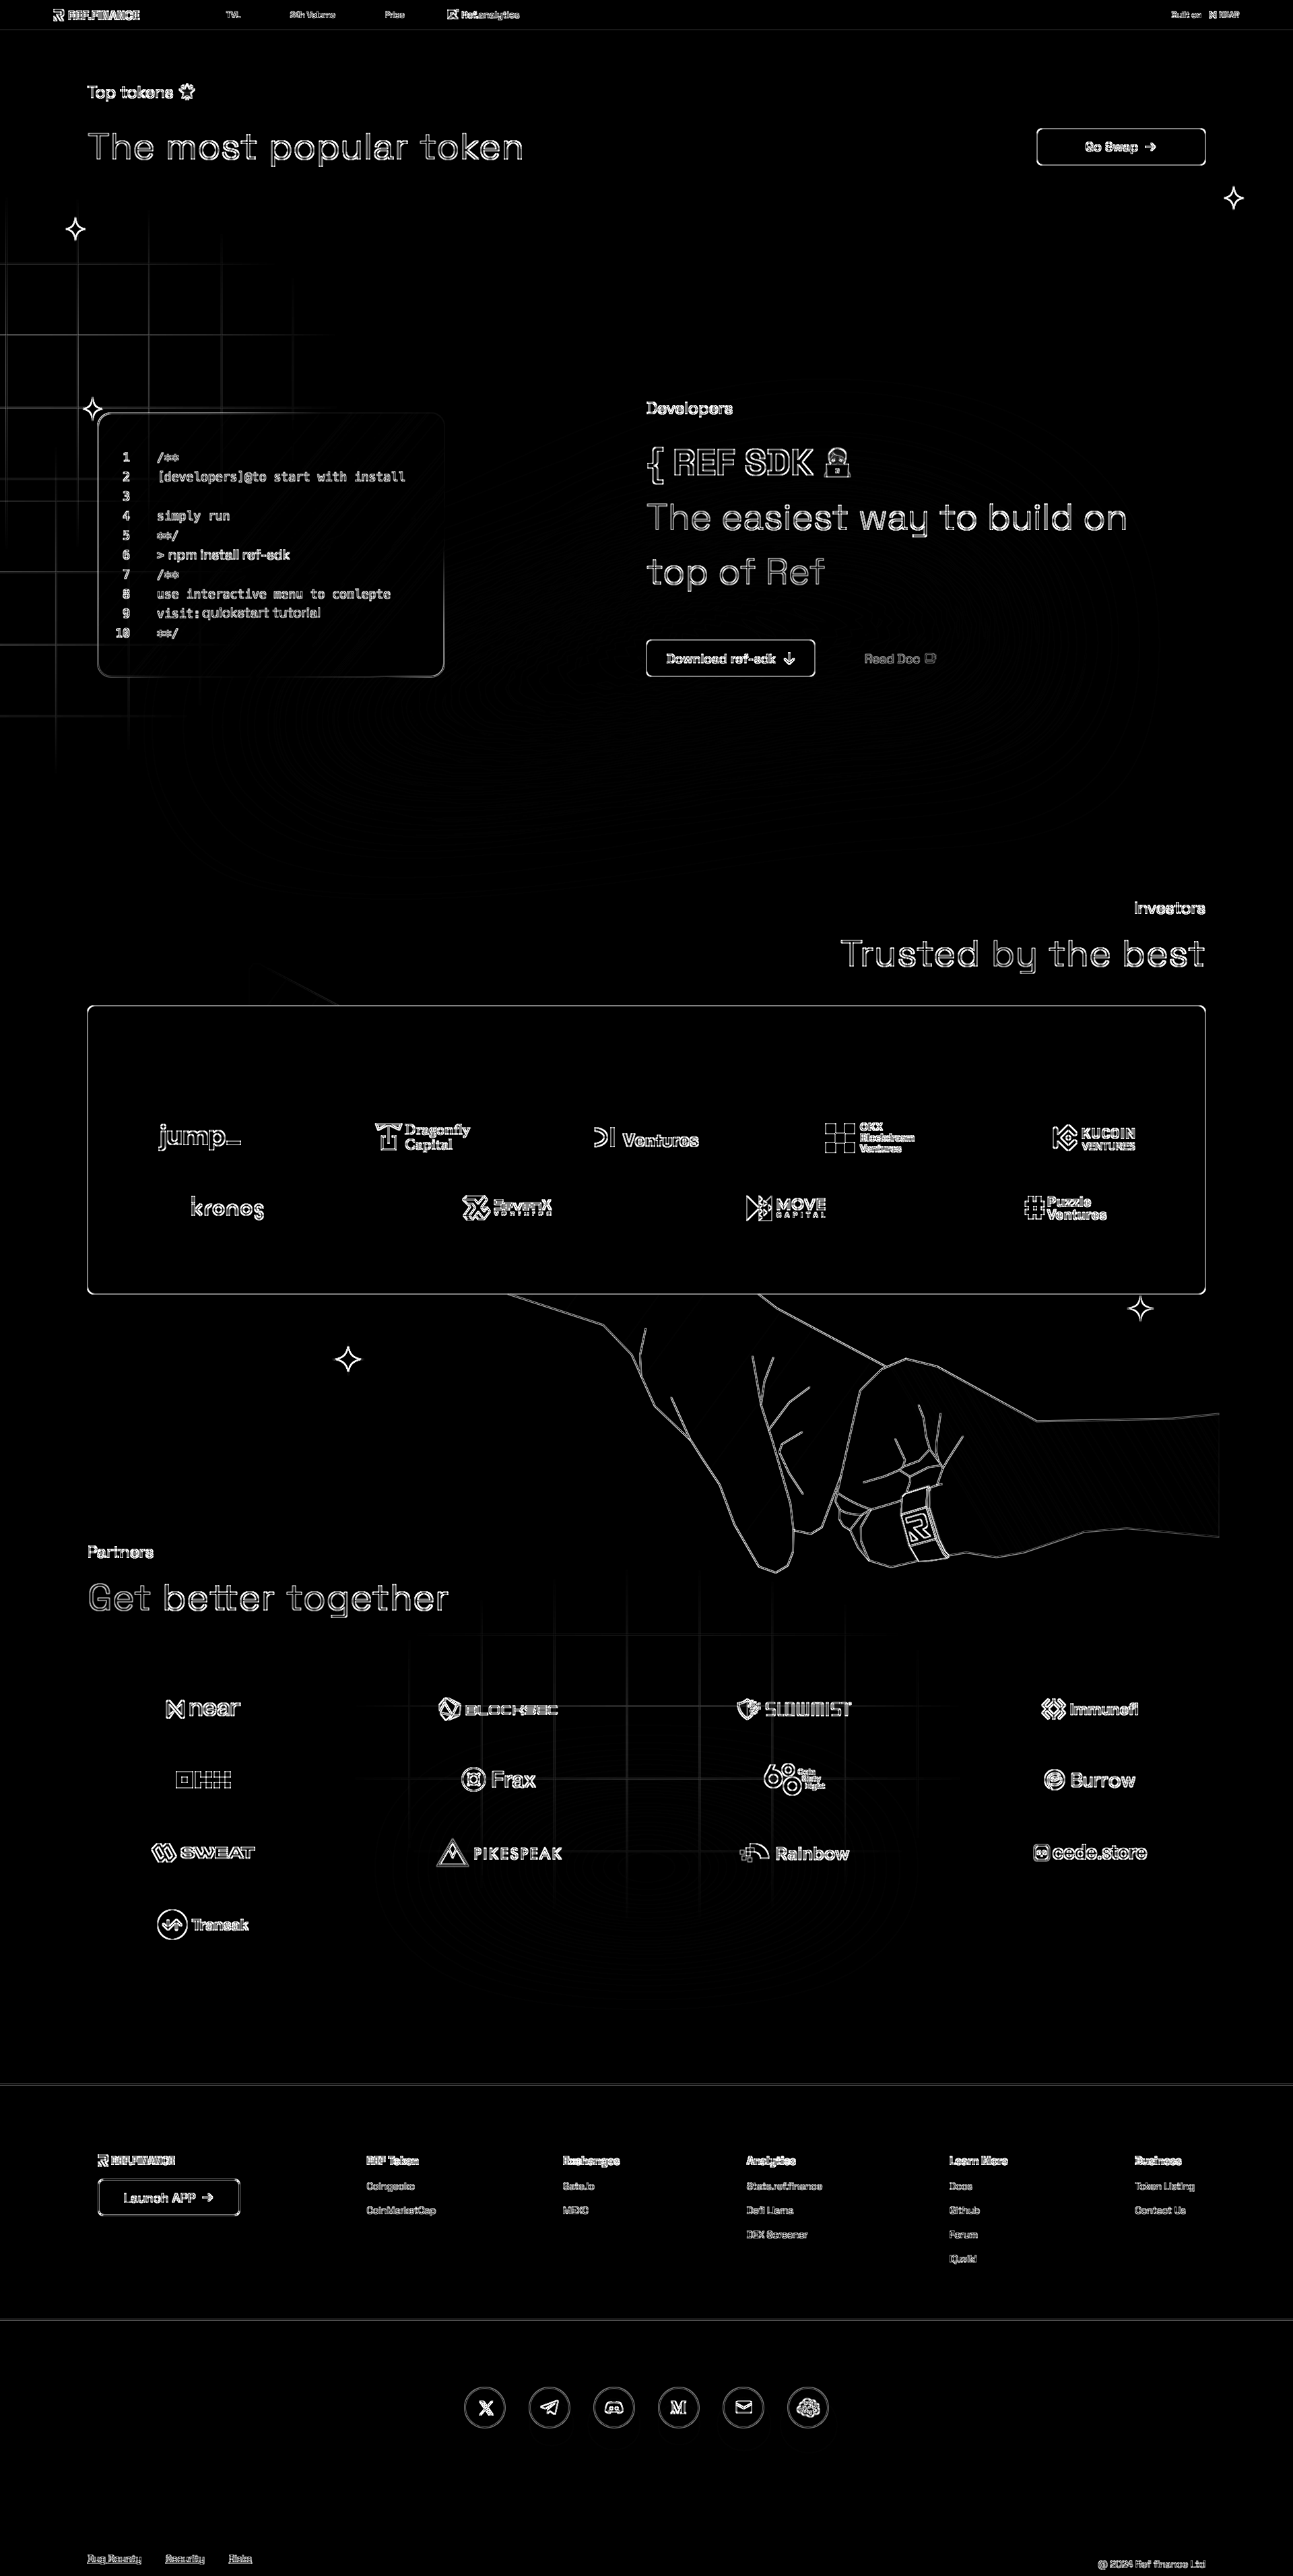 REF.FINANCE
TVL
24h Volume
Price
Ref.analytics
Built on NEAR
Top tokens
The most popular token
Go Swap →
1 /**
2 [developers]@to start with install
3
4 simply run
5 **/
6 > npm install ref-sdk
7 /**
8 use interactive menu to comlepte
9 visit: quickstart tutorial
10 **/
Developers
{ REF SDK
The easiest way to build on
top of Ref
Download ref-sdk ↓
Read Doc
Investors
Trusted by the best
jump_
Dragonfly
Capital
Ventures
OKX
Blockdream
Ventures
KUCOIN
VENTURES
kronos
SevenX
VENTURES
MOVE
CAPITAL
Puzzle
Ventures
Partners
Get better together
near
BLOCKSEC
SLOWMIST
Immunefi
Frax
Burrow
SWEAT
PIKESPEAK
Rainbow
cede.store
Transak
REF.FINANCE
Launch APP →
REF Token
Coingecko
CoinMarketCap
Exchanges
Gate.io
MEXC
Analytics
Stats.ref.finance
Defi Llama
DEX Screener
Learn More
Docs
Github
Forum
IQ.wiki
Business
Token Listing
Contact Us
Bug Bounty
Security
Risks
@ 2024 Ref finance Ltd